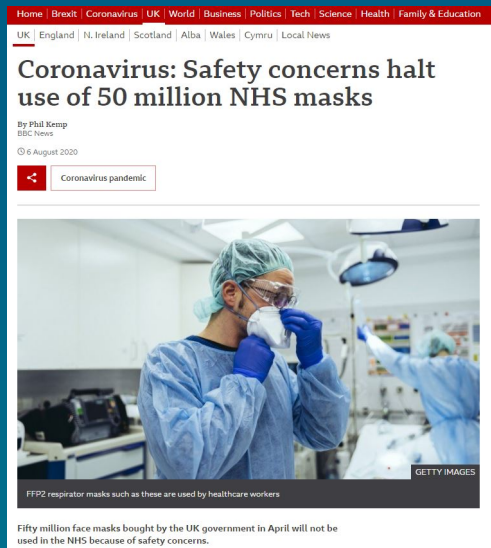 Home | Brexit | Coronavirus | UK | World | Business | Politics | Tech | Science | Health | Family & Education
UK | England | N. Ireland | Scotland | Alba | Wales | Cymru | Local News
Coronavirus: Safety concerns halt
use of 50 million NHS masks
By Phil Kemp
BBC News
6 August 2020
Coronavirus pandemic
GETTY IMAGES
FFP2 respirator masks such as these are used by healthcare workers
Fifty million face masks bought by the UK government in April will not be
used in the NHS because of safety concerns.